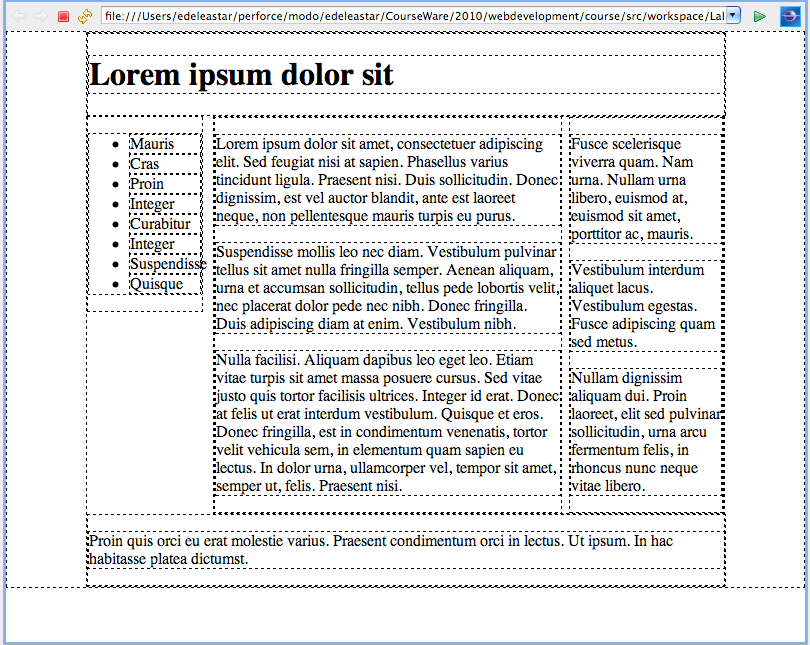 file:///Users/edeleastar/perforce/modo/edeleastar/CourseWare/2010/webdevelopment/course/src/workspace/Lal
Lorem ipsum dolor sit
Mauris
Cras
Proin
Integer
Curabitur
Integer
Suspendisse
Quisque
Lorem ipsum dolor sit amet, consectetuer adipiscing
elit. Sed feugiat nisi at sapien. Phasellus varius
tincidunt ligula. Praesent nisi. Duis sollicitudin. Donec
dignissim, est vel auctor blandit, ante est laoreet
neque, non pellentesque mauris turpis eu purus.
Suspendisse mollis leo nec diam. Vestibulum pulvinar
tellus sit amet nulla fringilla semper. Aenean aliquam,
urna et accumsan sollicitudin, tellus pede lobortis velit,
nec placerat dolor pede nec nibh. Donec fringilla.
Duis adipiscing diam at enim. Vestibulum nibh.
Nulla facilisi. Aliquam dapibus leo eget leo. Etiam
vitae turpis sit amet massa posuere cursus. Sed vitae
justo quis tortor facilisis ultrices. Integer id erat. Donec
at felis ut erat interdum vestibulum. Quisque et eros.
Donec fringilla, est in condimentum venenatis, tortor
velit vehicula sem, in elementum quam sapien eu
lectus. In dolor urna, ullamcorper vel, tempor sit amet,
semper ut, felis. Praesent nisi.
Fusce scelerisque
viverra quam. Nam
urna. Nullam urna
libero, euismod at,
euismod sit amet,
porttitor ac, mauris.
Vestibulum interdum
aliquet lacus.
Vestibulum egestas.
Fusce adipiscing quam
sed metus.
Nullam dignissim
aliquam dui. Proin
laoreet, elit sed pulvinar
sollicitudin, urna arcu
fermentum felis, in
rhoncus nunc neque
vitae libero.
Proin quis orci eu erat molestie varius. Praesent condimentum orci in lectus. Ut ipsum. In hac
habitasse platea dictumst.